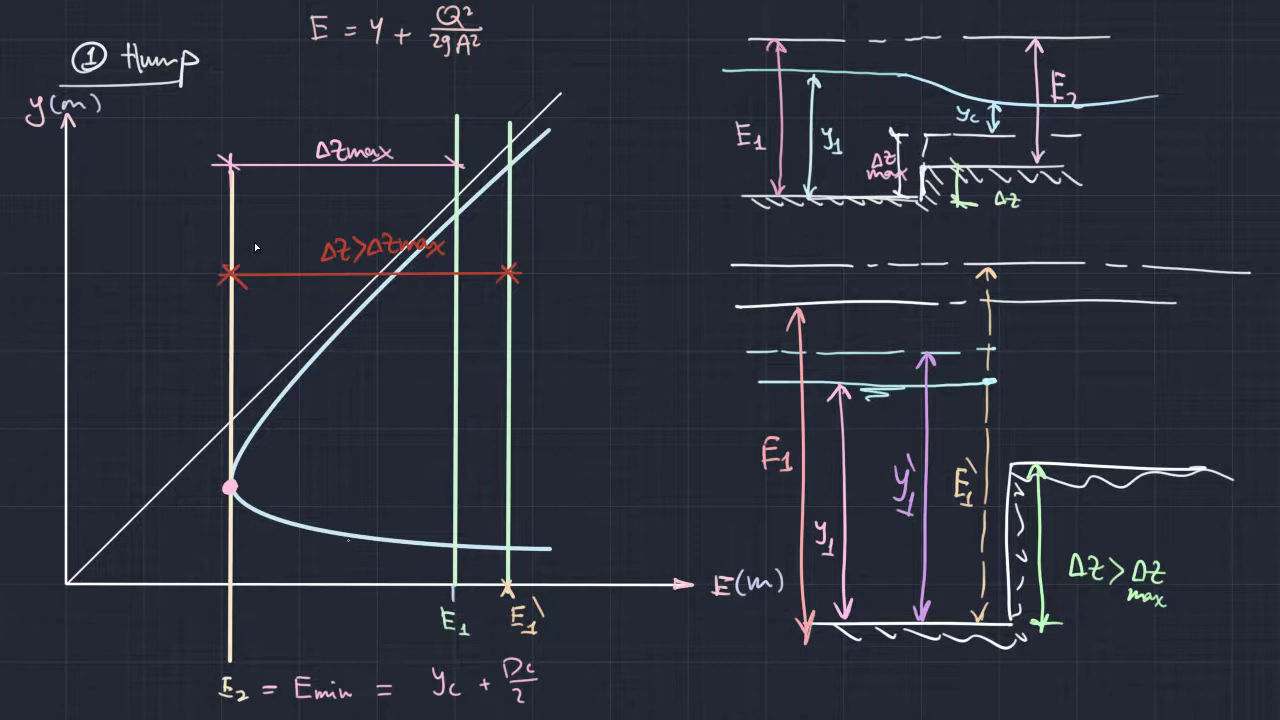 ① Hump
E = y + Q²/2gA²
y(m)
ΔZmax
ΔZ>ΔZmax
E(m)
E₁
E₁`
E₂ = Emin = yc + Dc/2
E₁
y₁
ΔZ
max
yc
E₂
ΔZ
E₁
y₁
y₁`
E₁`
ΔZ > ΔZ
max